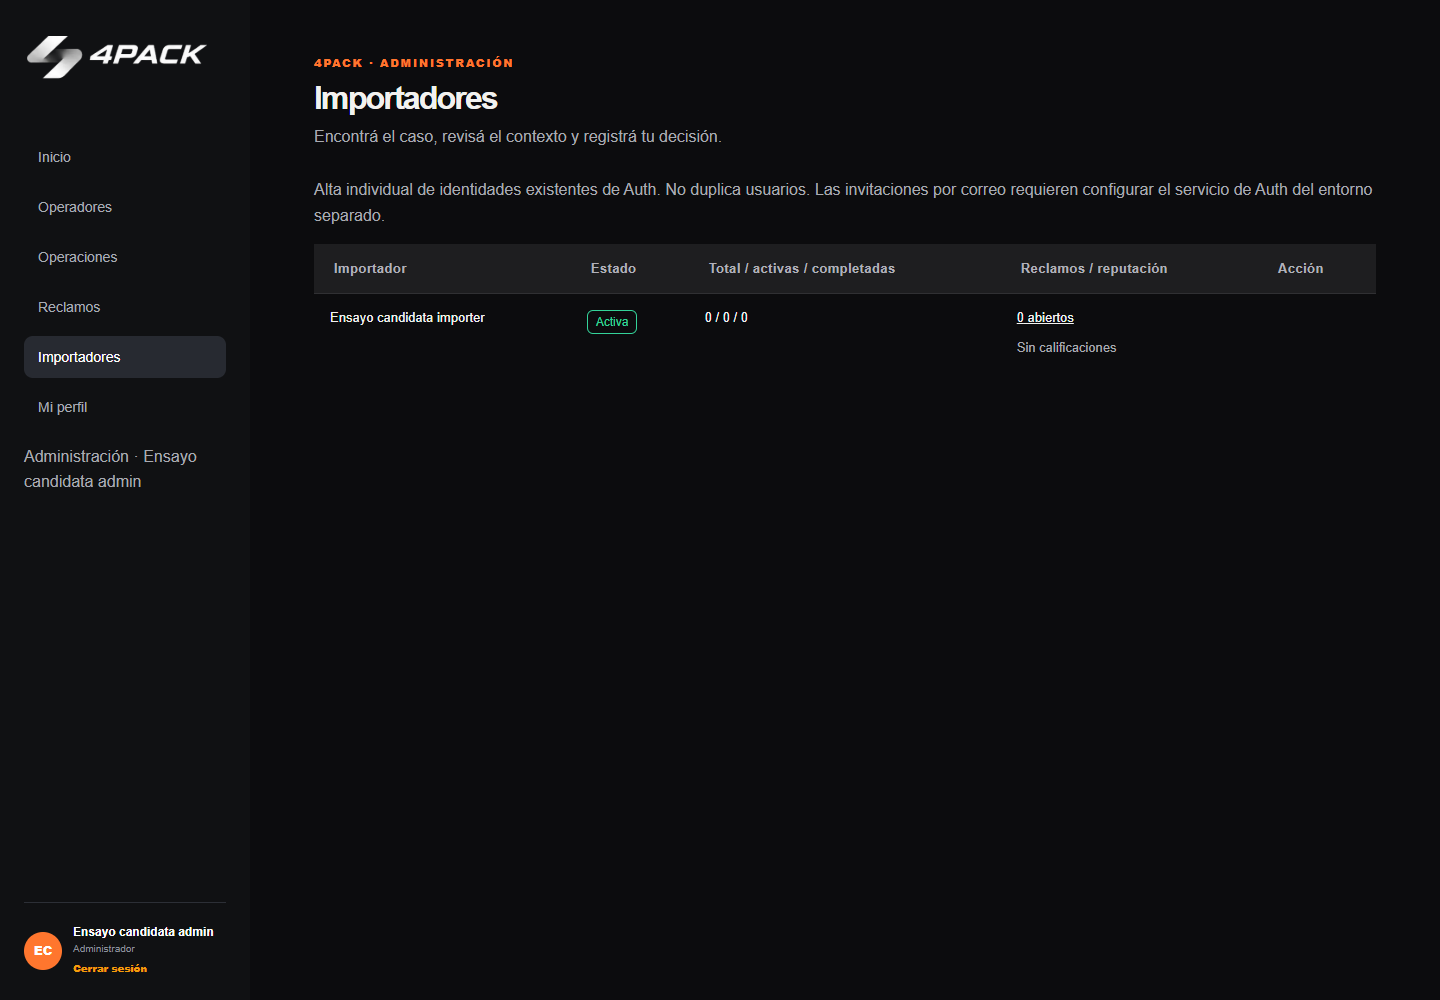 4PACK
Inicio
Operadores
Operaciones
Reclamos
Importadores
Mi perfil
Administración · Ensayo
candidata admin
EC
Ensayo candidata admin
Administrador
Cerrar sesión
4PACK · ADMINISTRACIÓN
Importadores
Encontrá el caso, revisá el contexto y registrá tu decisión.
Alta individual de identidades existentes de Auth. No duplica usuarios. Las invitaciones por correo requieren configurar el servicio de Auth del entorno
separado.
Importador Estado Total / activas / completadas Reclamos / reputación Acción
Ensayo candidata importer Activa 0 / 0 / 0 0 abiertos
Sin calificaciones